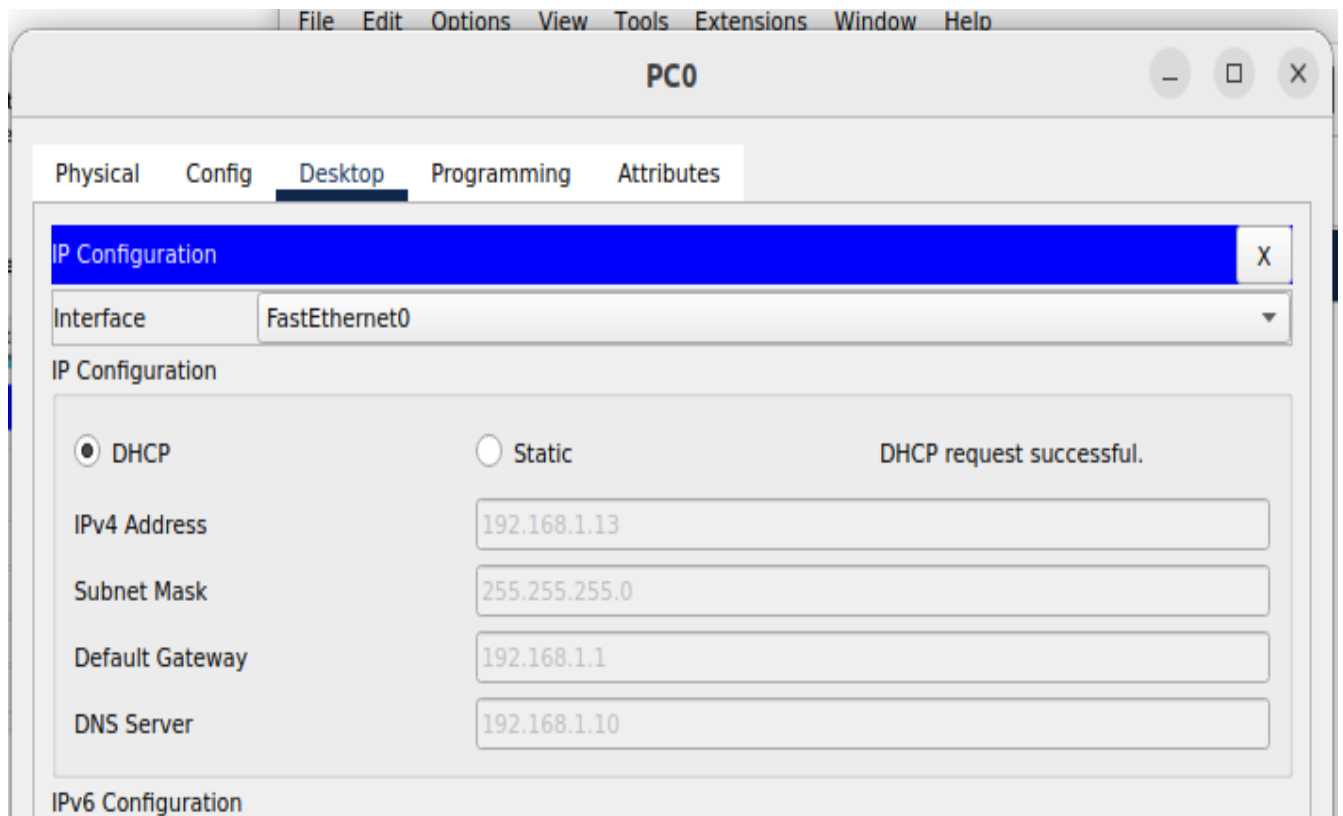 File Edit Options View Tools Extensions Window Help
PC0
Physical Config Desktop Programming Attributes
IP Configuration X
Interface FastEthernet0
IP Configuration
DHCP Static DHCP request successful.
IPv4 Address 192.168.1.13
Subnet Mask 255.255.255.0
Default Gateway 192.168.1.1
DNS Server 192.168.1.10
IPv6 Configuration